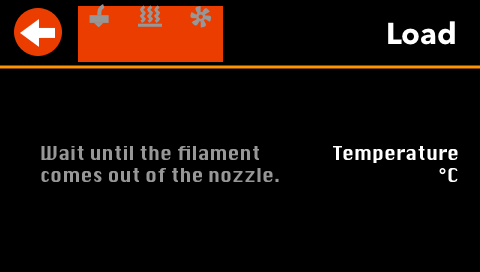 Load
Wait until the filament
comes out of the nozzle.
Temperature
°C